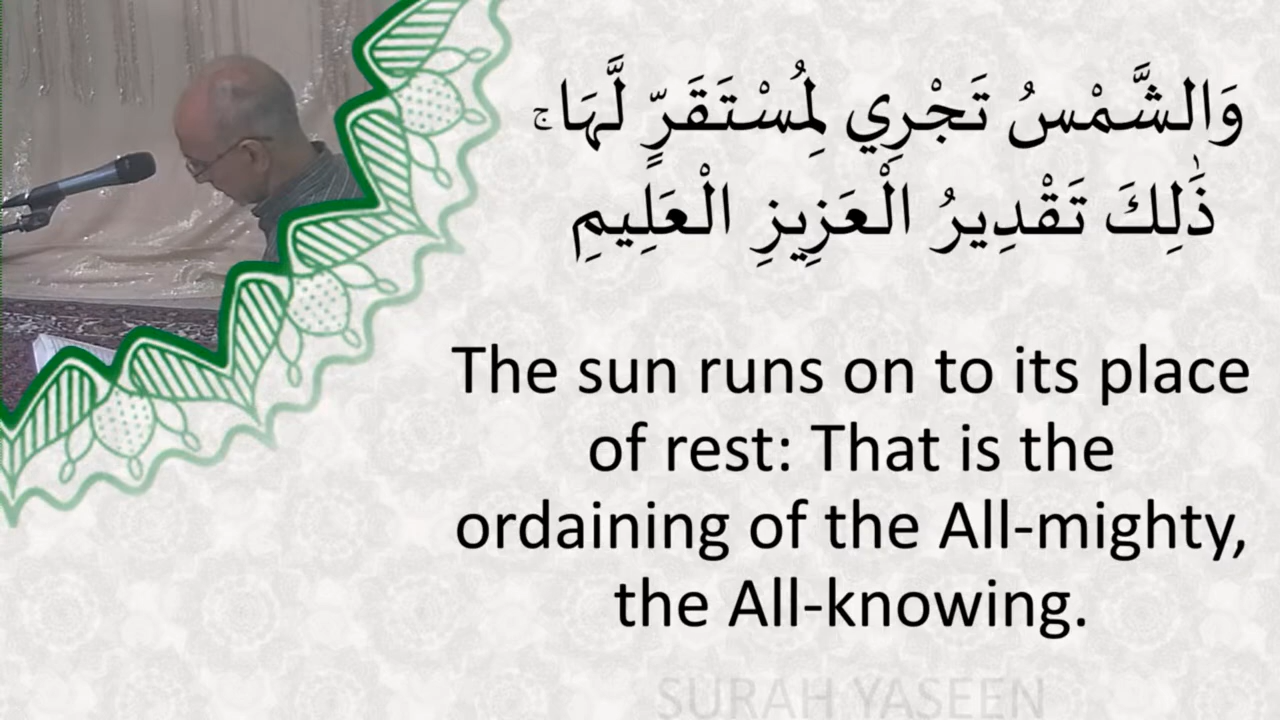 وَالشَّمْسُ تَجْرِي لِمُسْتَقَرٍّ لَّهَا ۚ
ذَٰلِكَ تَقْدِيرُ الْعَزِيزِ الْعَلِيمِ
The sun runs on to its place
of rest: That is the
ordaining of the All-mighty,
the All-knowing.
SURAH YASEEN